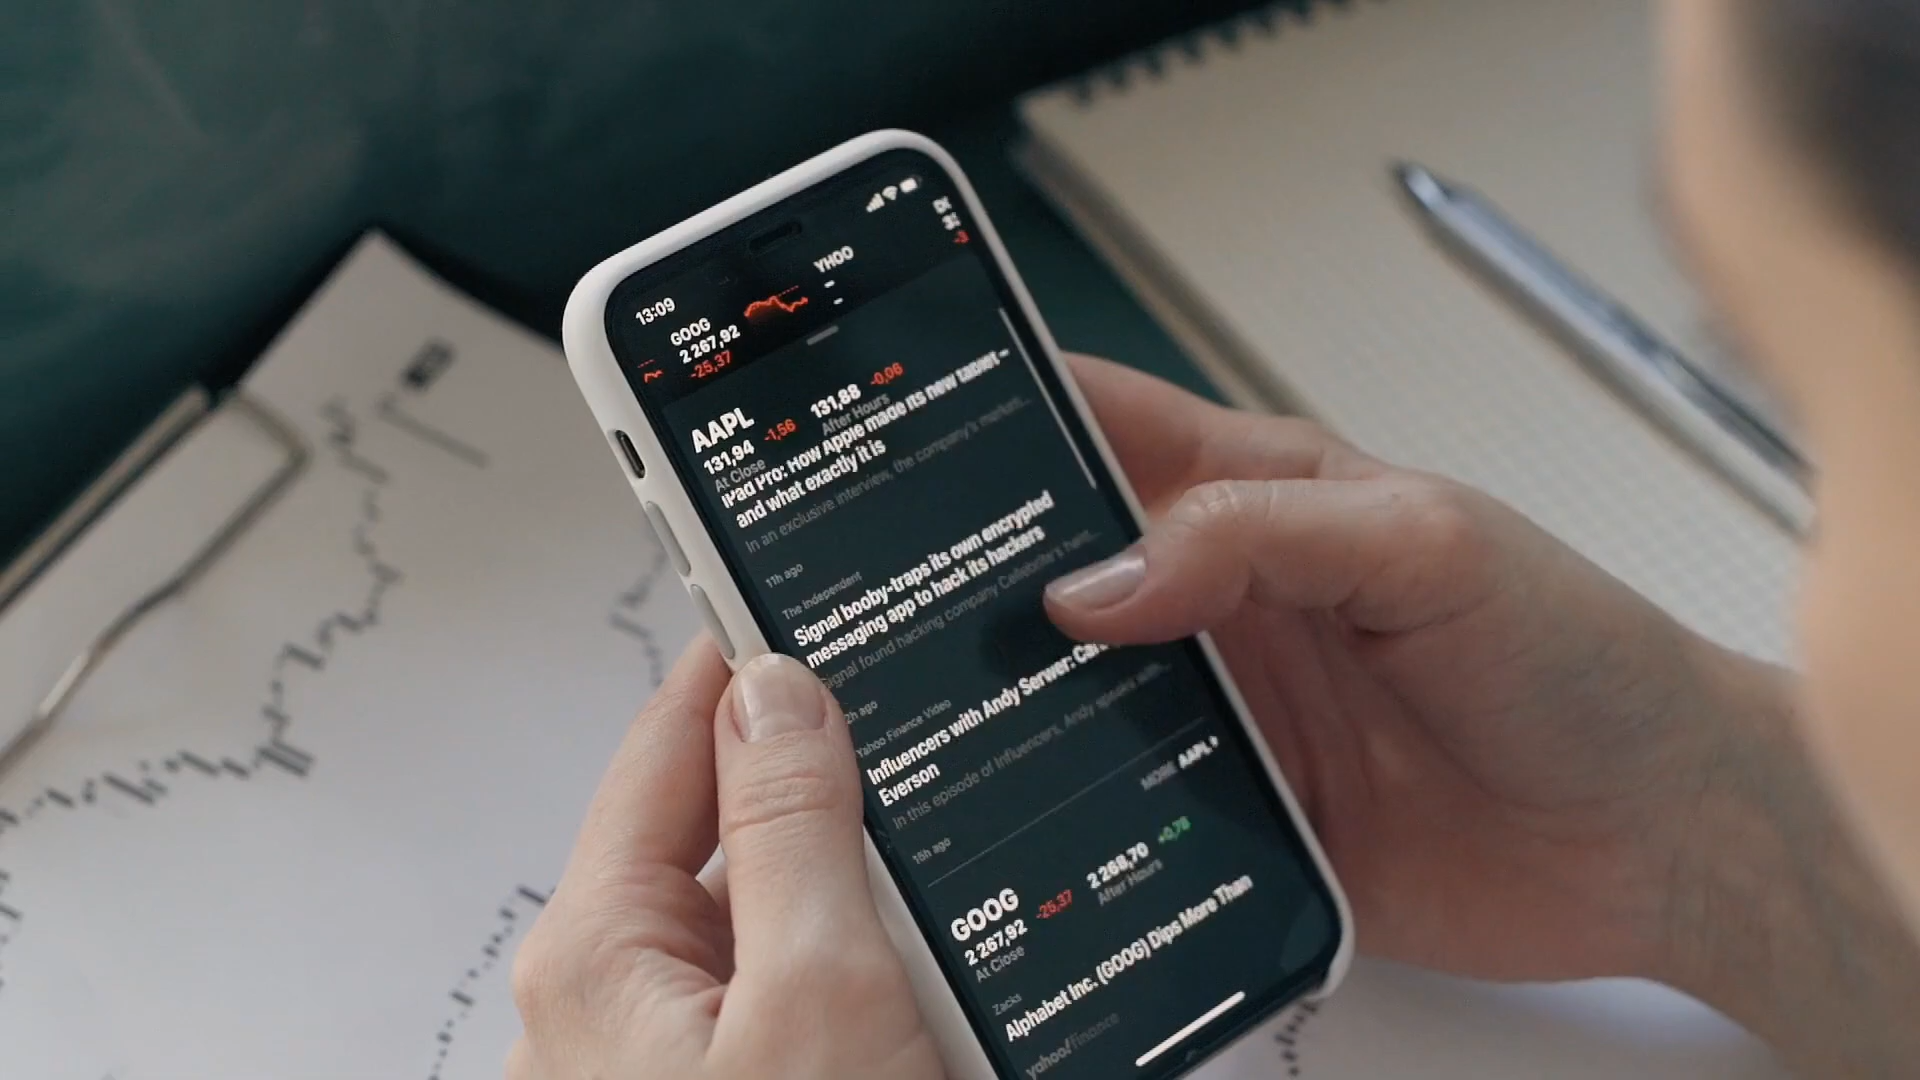 13:09
GOOG
2 267,92
-25,37
YHOO
-
-
AAPL
131,94 -1,56
At Close
131,88 -0,06
After Hours
iPad Pro: How Apple made its new tablet –
and what exactly it is
In an exclusive interview, the company's market...
11h ago
The Independent
Signal booby-traps its own encrypted
messaging app to hack its hackers
Signal found hacking company Celebrite's
2h ago
Yahoo Finance Video
Influencers with Andy Serwer:
Everson
In this episode of Influencers, Andy speaks with...
15h ago
MORE AAPL
GOOG
2 267,92 -25,37
At Close
2 268,70 +0,78
After Hours
Zacks
Alphabet Inc. (GOOG) Dips More Than
yahoo/finance